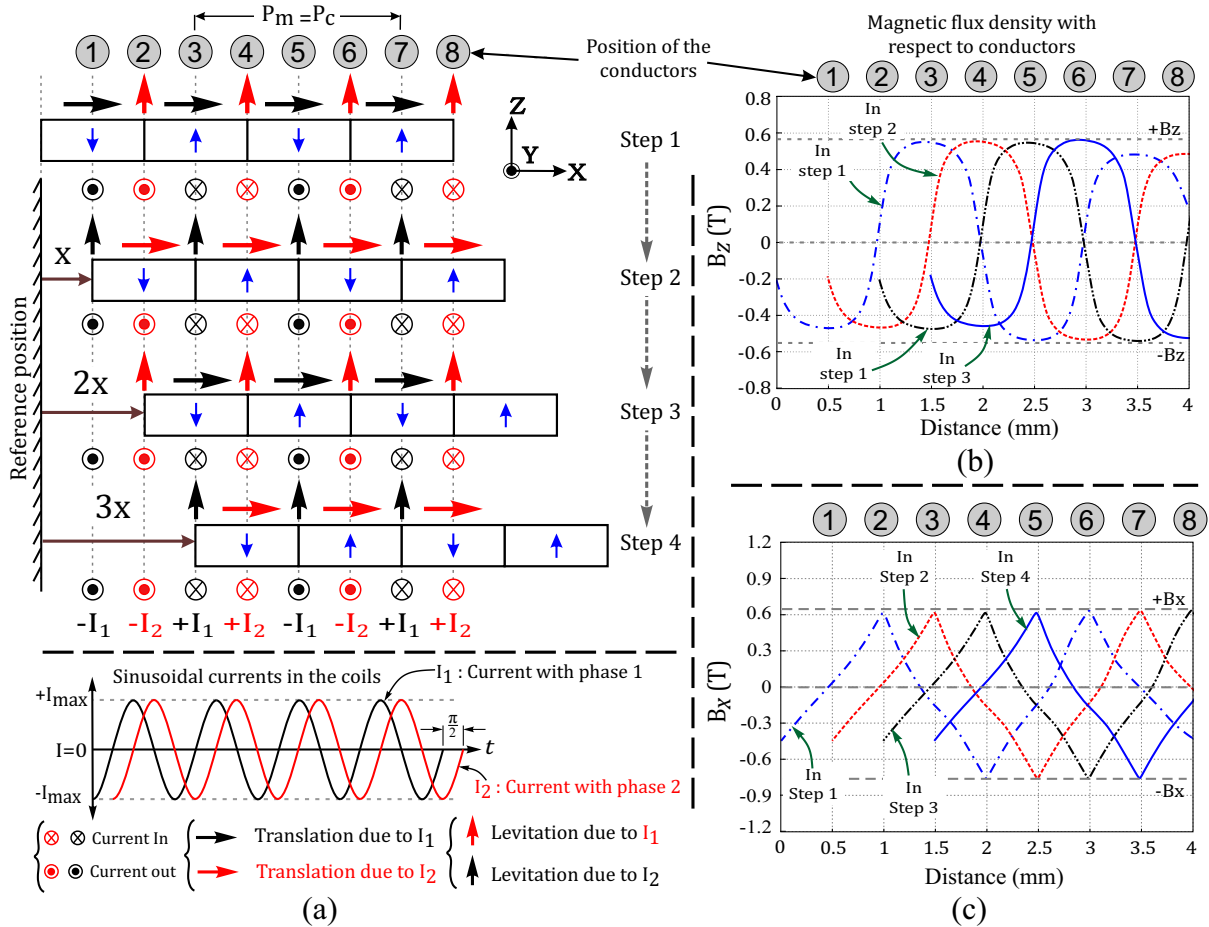 Pm =Pc
1 2 3 4 5 6 7 8
Position of the
conductors
Z
Y
X
Step 1
Step 2
Step 3
Step 4
Reference position
x
2x
3x
-I1 -I2 +I1 +I2 -I1 -I2 +I1 +I2
Sinusoidal currents in the coils
I1 : Current with phase 1
+Imax
I=0
-Imax
π
2
t
I2 : Current with phase 2
Current In
Current out
Translation due to I1
Translation due to I2
Levitation due to I1
Levitation due to I2
(a)
Magnetic flux density with
respect to conductors
1 2 3 4 5 6 7 8
0.8
0.6
0.4
0.2
0
-0.2
-0.4
-0.6
0.8
BZ (T)
In
step 2
In
step 1
+Bz
In
step 1
In
step 3
-Bz
0 0.5 1 1.5 2 2.5 3 3.5 4
Distance (mm)
(b)
1 2 3 4 5 6 7 8
1.2
0.9
0.6
0.3
0
-0.3
-0.6
-0.9
-1.2
BX (T)
In
Step 2
In
Step 4
+Bx
In
Step 1
In
Step 3
-Bx
0 0.5 1 1.5 2 2.5 3 3.5 4
Distance (mm)
(c)